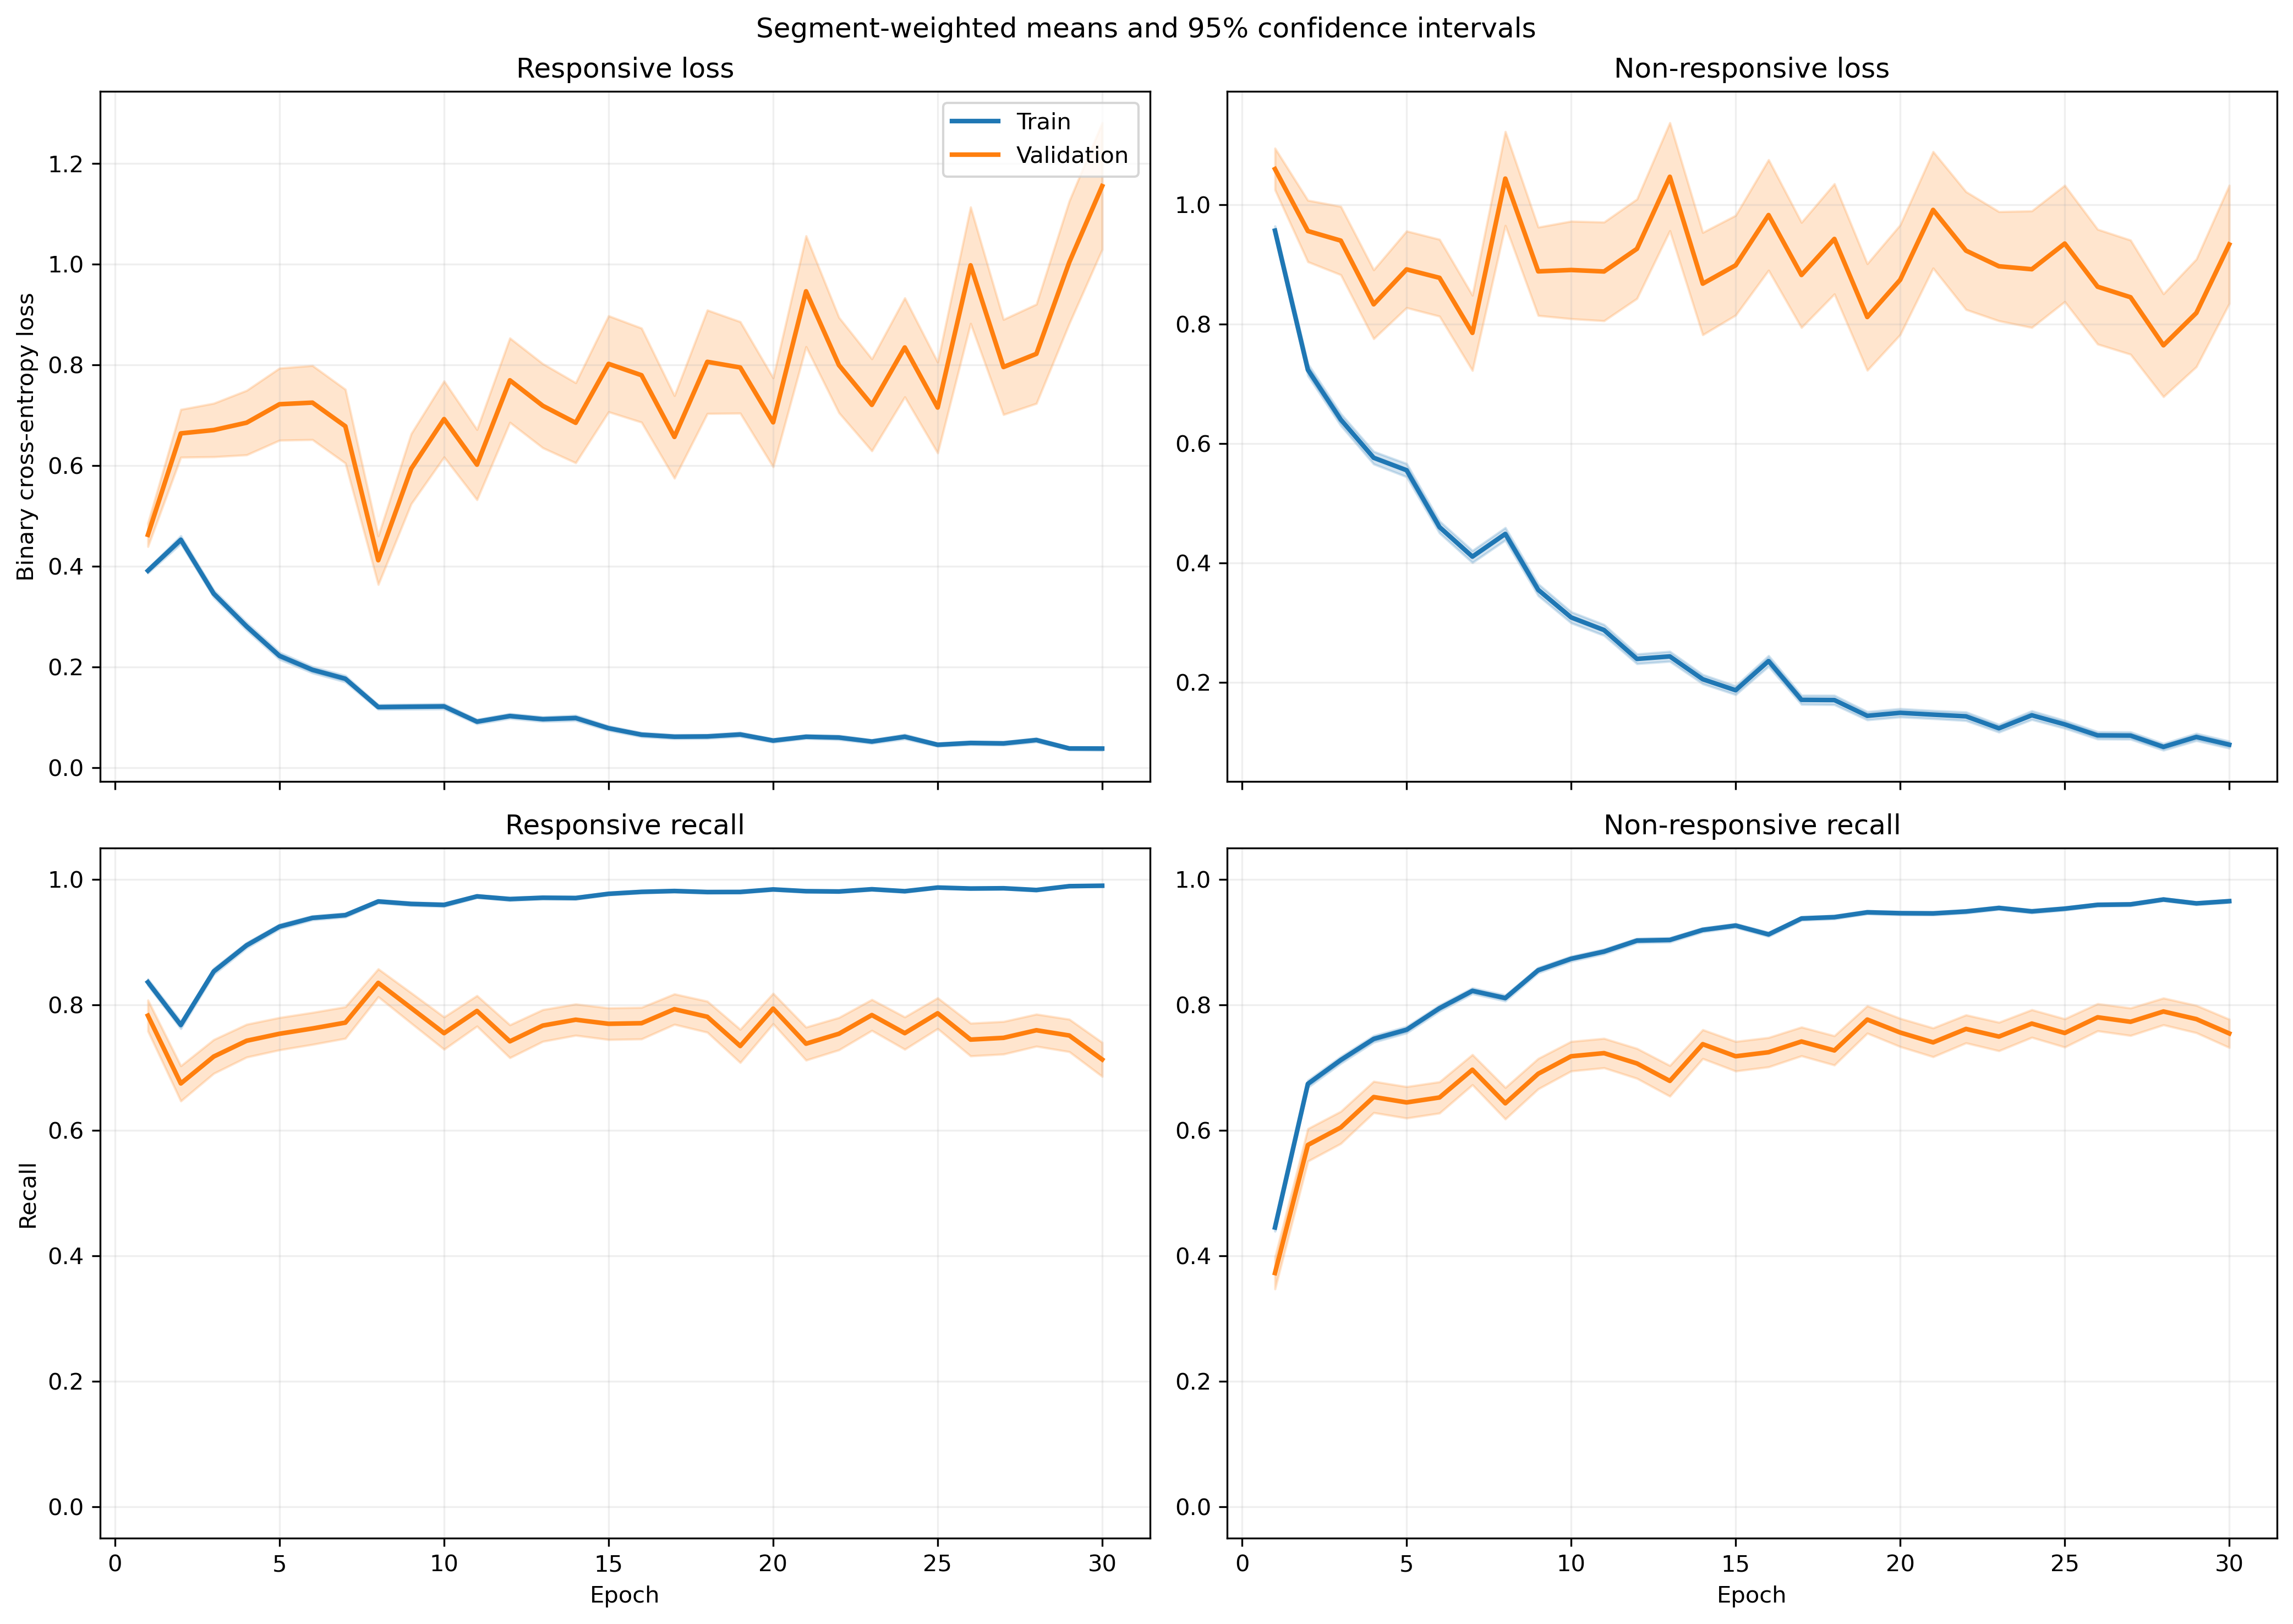 Segment-weighted means and 95% confidence intervals
Responsive loss
Non-responsive loss
Train
Validation
Binary cross-entropy loss
1.2
1.0
0.8
0.6
0.4
0.2
0.0
1.0
0.8
0.6
0.4
0.2
Responsive recall
Non-responsive recall
Recall
1.0
0.8
0.6
0.4
0.2
0.0
1.0
0.8
0.6
0.4
0.2
0.0
0 5 10 15 20 25 30
0 5 10 15 20 25 30
Epoch
Epoch